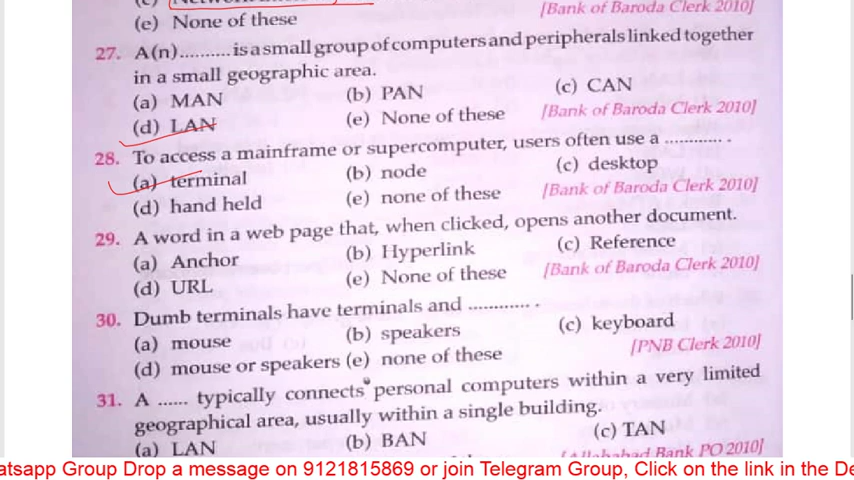 [Bank of Baroda Clerk 2010]
(e) None of these
27. A(n).......... is a small group of computers and peripherals linked together
in a small geographic area.
(a) MAN (b) PAN (c) CAN
(d) LAN (e) None of these [Bank of Baroda Clerk 2010]
28. To access a mainframe or supercomputer, users often use a ............ .
(a) terminal (b) node (c) desktop
(d) hand held (e) none of these [Bank of Baroda Clerk 2010]
29. A word in a web page that, when clicked, opens another document.
(a) Anchor (b) Hyperlink (c) Reference
(d) URL (e) None of these [Bank of Baroda Clerk 2010]
30. Dumb terminals have terminals and ............ .
(a) mouse (b) speakers (c) keyboard
(d) mouse or speakers (e) none of these [PNB Clerk 2010]
31. A ...... typically connects personal computers within a very limited
geographical area, usually within a single building.
(a) LAN (b) BAN (c) TAN
[Allahabad Bank PO 2010]
atsapp Group Drop a message on 9121815869 or join Telegram Group, Click on the link in the De